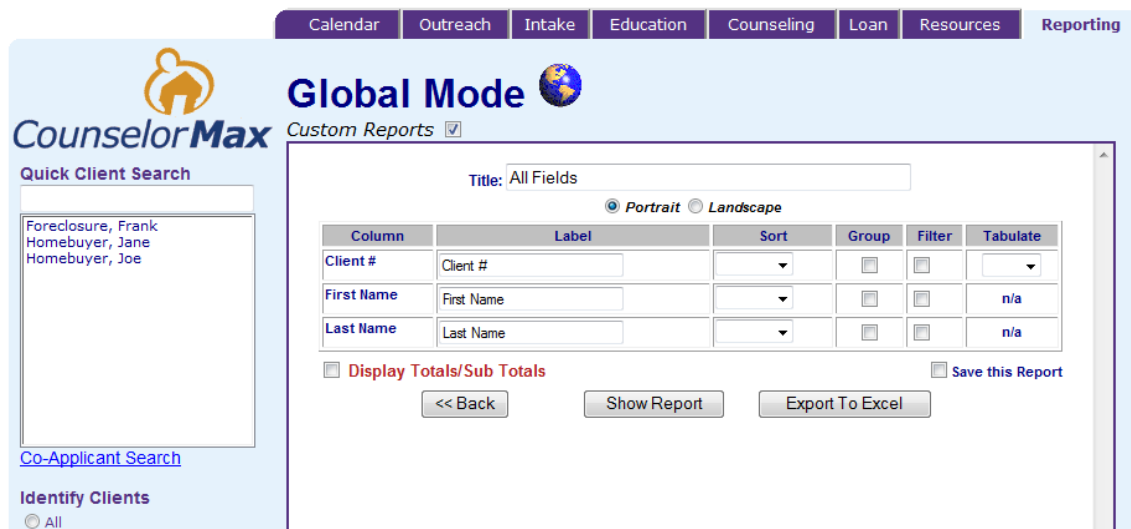 Calendar Outreach Intake Education Counseling Loan Resources Reporting
CounselorMax
Quick Client Search
Foreclosure, Frank
Homebuyer, Jane
Homebuyer, Joe
Co-Applicant Search
Identify Clients
All
Global Mode
Custom Reports
Title: All Fields
Portrait Landscape
Column Label Sort Group Filter Tabulate
Client # Client #
First Name First Name n/a
Last Name Last Name n/a
Display Totals/Sub Totals Save this Report
<< Back Show Report Export To Excel